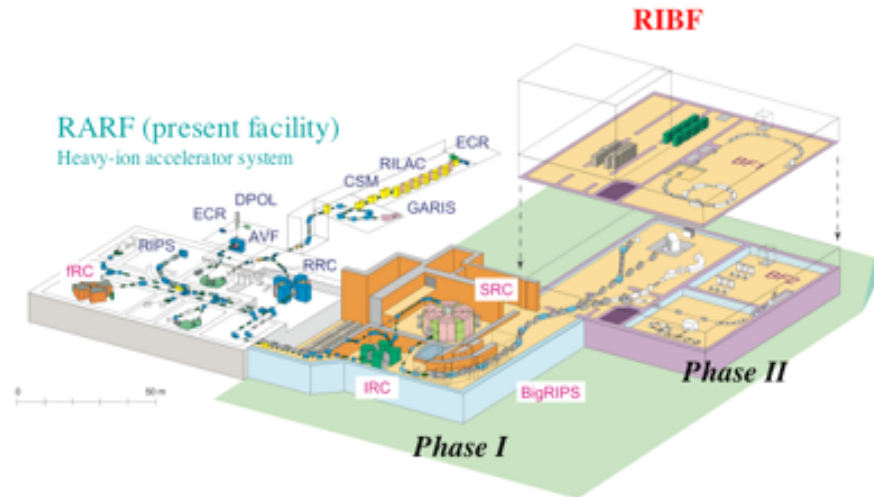 RIBF
RARF (present facility)
Heavy-ion accelerator system
ECR
RILAC
CSM
GARIS
DPOL
ECR
AVF
RIPS
RRC
fRC
BF1
BF2
SRC
IRC
BigRIPS
Phase II
Phase I
0
50 m